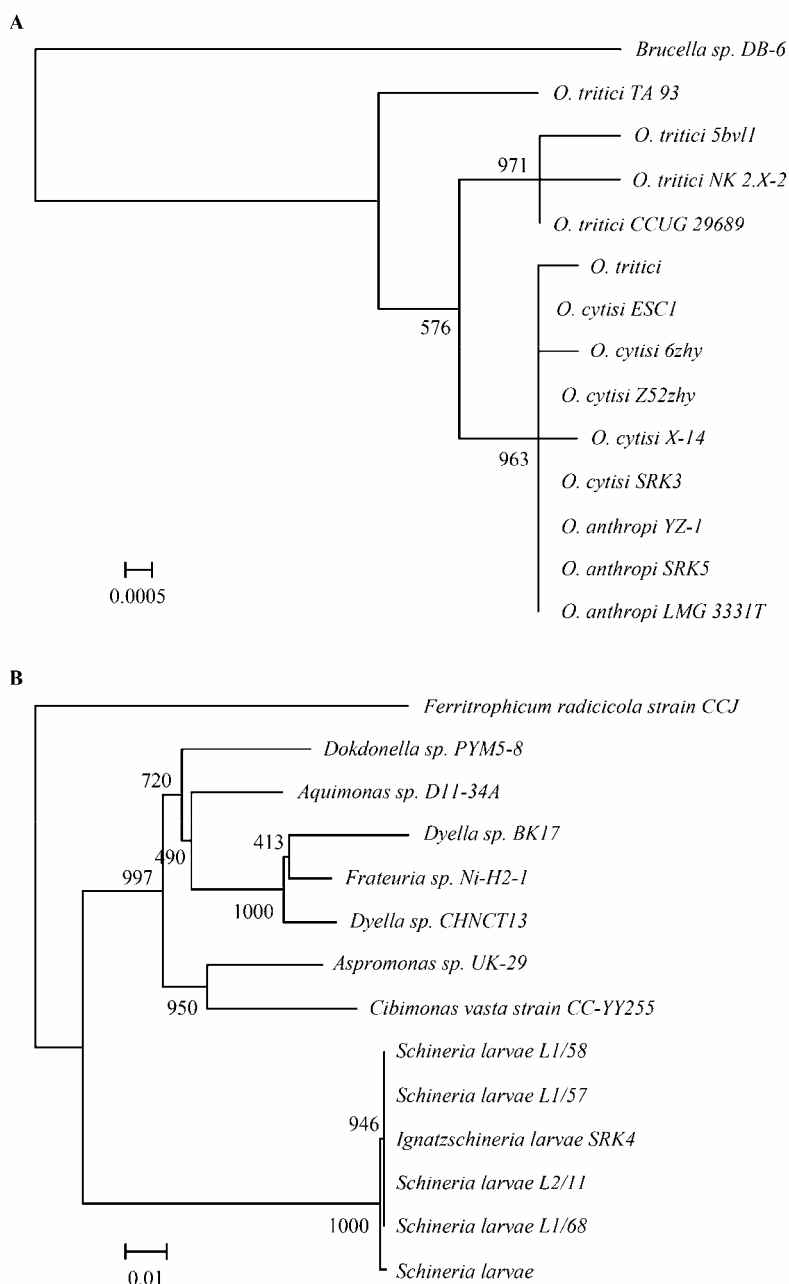 A
Brucella sp. DB-6
O. tritici TA 93
O. tritici 5bvl1
971
O. tritici NK 2.X-2
O. tritici CCUG 29689
O. tritici
O. cytisi ESC1
576
O. cytisi 6zhy
O. cytisi Z52zhy
O. cytisi X-14
963
O. cytisi SRK3
O. anthropi YZ-1
O. anthropi SRK5
0.0005
O. anthropi LMG 3331T
B
Ferritrophicum radicicola strain CCJ
Dokdonella sp. PYM5-8
720
Aquimonas sp. D11-34A
Dyella sp. BK17
413
490
997
Frateuria sp. Ni-H2-1
1000
Dyella sp. CHNCT13
Aspromonas sp. UK-29
950
Cibimonas vasta strain CC-YY255
Schineria larvae L1/58
Schineria larvae L1/57
946
Ignatzschineria larvae SRK4
Schineria larvae L2/11
1000
Schineria larvae L1/68
Schineria larvae
0.01